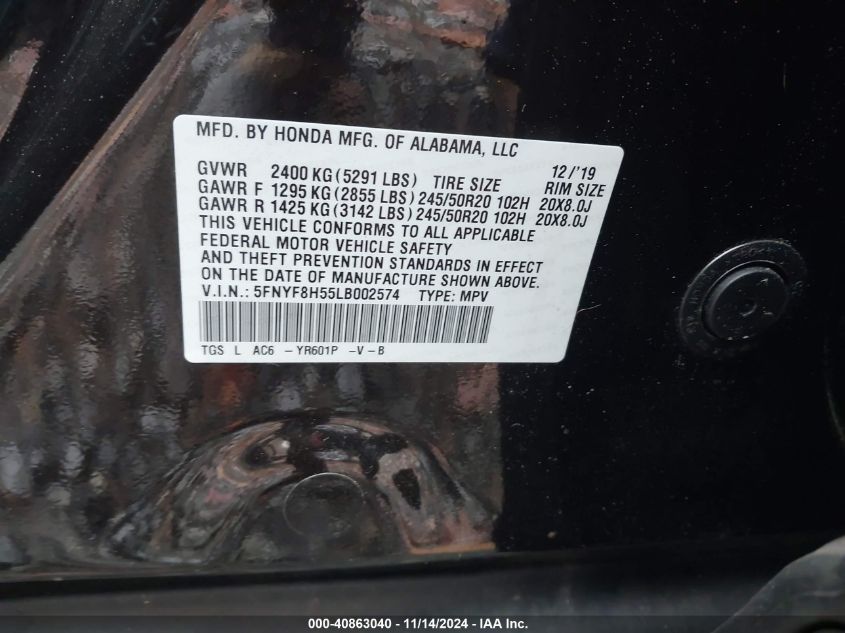 MFD. BY HONDA MFG. OF ALABAMA, LLC
GVWR 2400 KG (5291 LBS) TIRE SIZE 12/'19 RIM SIZE
GAWR F 1295 KG (2855 LBS) 245/50R20 102H 20X8.0J
GAWR R 1425 KG (3142 LBS) 245/50R20 102H 20X8.0J
THIS VEHICLE CONFORMS TO ALL APPLICABLE
FEDERAL MOTOR VEHICLE SAFETY
AND THEFT PREVENTION STANDARDS IN EFFECT
ON THE DATE OF MANUFACTURE SHOWN ABOVE.
V.I.N.: 5FNYF8H55LB002574 TYPE: MPV
TGS L AC6 -YR601P -V-B
000-40863040 - 11/14/2024 - IAA Inc.